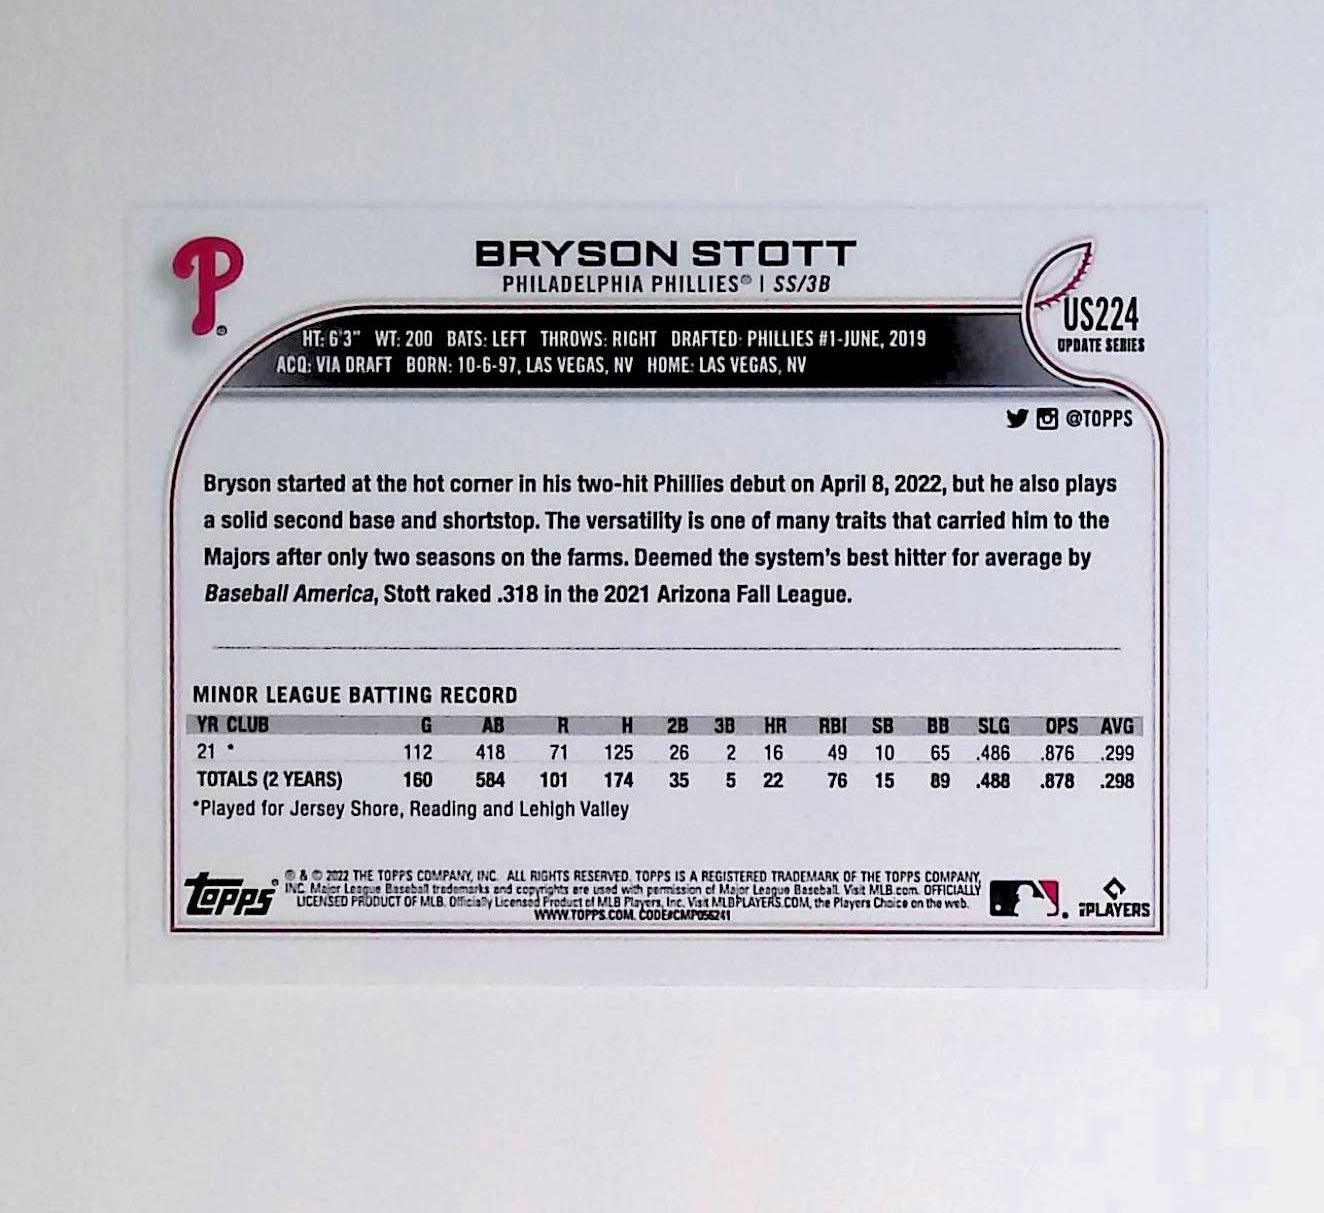 P
BRYSON STOTT
PHILADELPHIA PHILLIES® | SS/3B
US224
UPDATE SERIES
HT: 6'3" WT: 200 BATS: LEFT THROWS: RIGHT DRAFTED: PHILLIES #1-JUNE, 2019
ACQ: VIA DRAFT BORN: 10-6-97, LAS VEGAS, NV HOME: LAS VEGAS, NV
@TOPPS
Bryson started at the hot corner in his two-hit Phillies debut on April 8, 2022, but he also plays
a solid second base and shortstop. The versatility is one of many traits that carried him to the
Majors after only two seasons on the farms. Deemed the system's best hitter for average by
Baseball America, Stott raked .318 in the 2021 Arizona Fall League.
MINOR LEAGUE BATTING RECORD
YR CLUB G AB R H 2B 3B HR RBI SB BB SLG OPS AVG
21 * 112 418 71 125 26 2 16 49 10 65 .486 .876 .299
TOTALS (2 YEARS) 160 584 101 174 35 5 22 76 15 89 .488 .878 .298
*Played for Jersey Shore, Reading and Lehigh Valley
TOPPS®
® & © 2022 THE TOPPS COMPANY, INC. ALL RIGHTS RESERVED. TOPPS IS A REGISTERED TRADEMARK OF THE TOPPS COMPANY,
INC. Major League Baseball trademarks and copyrights are used with permission of Major League Baseball. Visit MLB.com. OFFICIALLY
LICENSED PRODUCT OF MLB. Officially Licensed Product of MLB Players, Inc. Visit MLBPLAYERS.COM, the Players Choice on the web.
WWW.TOPPS.COM. CODE#CMP056241
PLAYERS